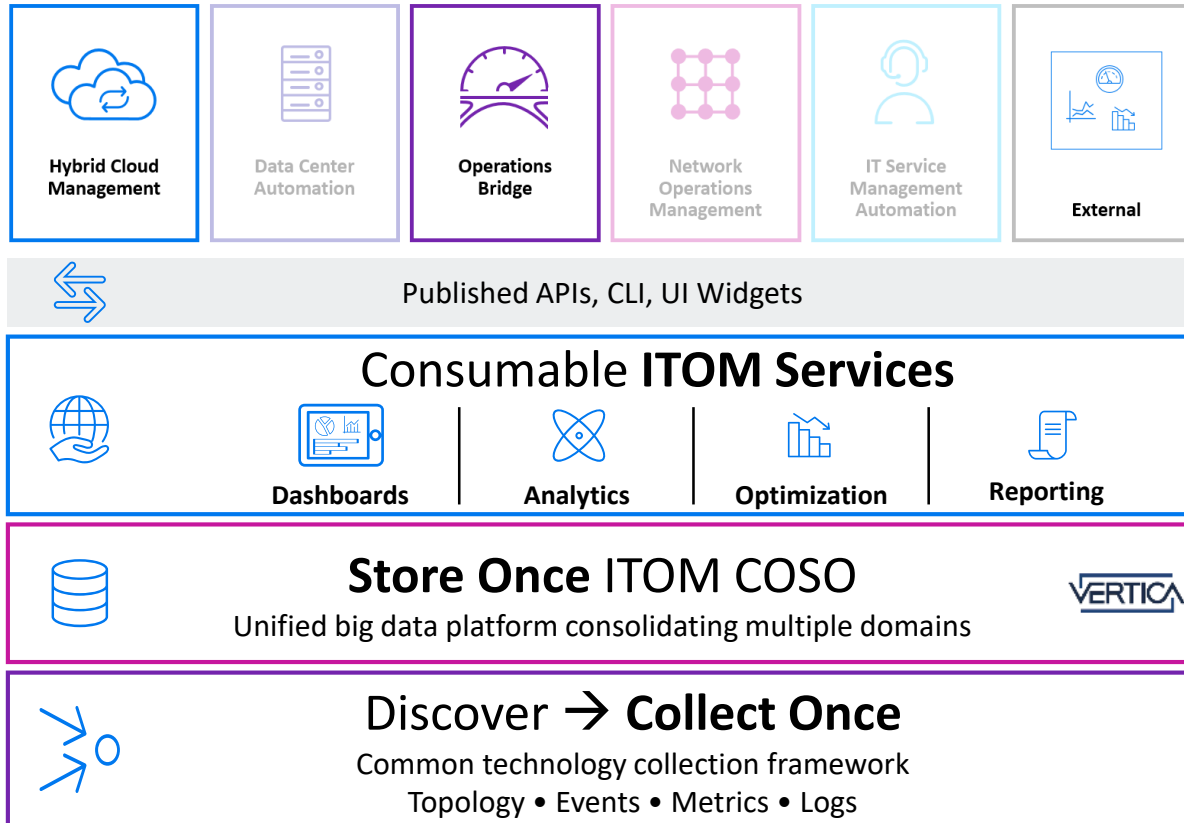 Hybrid Cloud
Management
Data Center
Automation
Operations
Bridge
Network
Operations
Management
IT Service
Management
Automation
External
Published APIs, CLI, UI Widgets
Consumable ITOM Services
Dashboards
Analytics
Optimization
Reporting
Store Once ITOM COSO
Unified big data platform consolidating multiple domains
VERTICA
Discover → Collect Once
Common technology collection framework
Topology • Events • Metrics • Logs